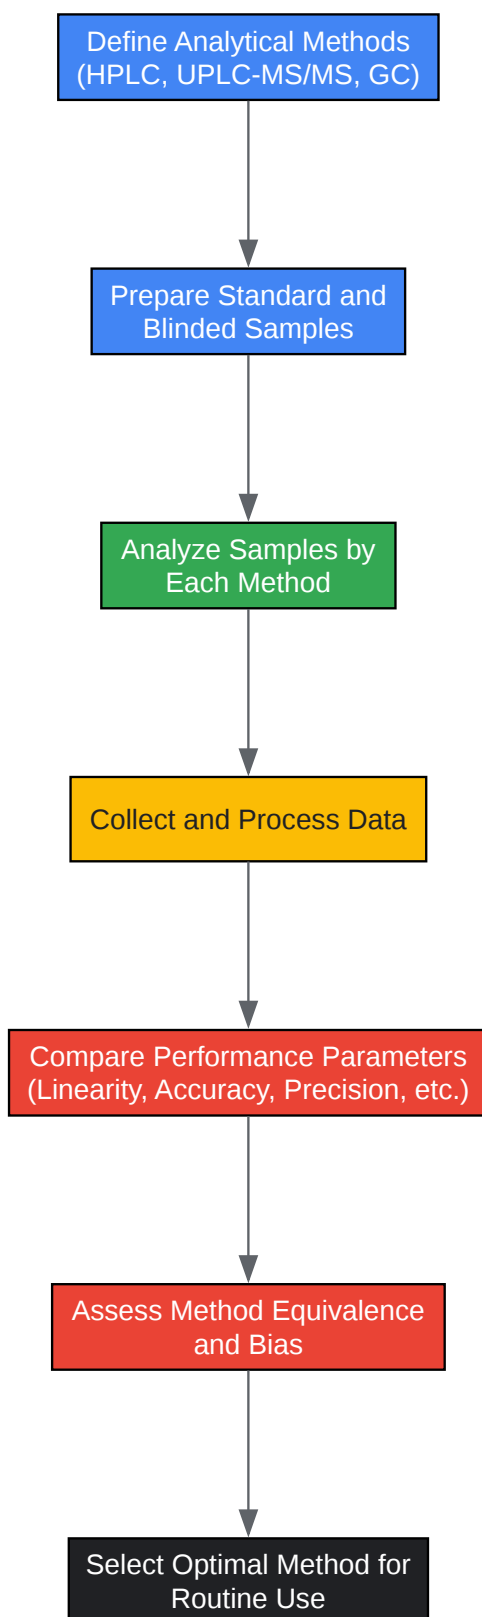 Define Analytical Methods
(HPLC, UPLC-MS/MS, GC)
Prepare Standard and
Blinded Samples
Analyze Samples by
Each Method
Collect and Process Data
Compare Performance Parameters
(Linearity, Accuracy, Precision, etc.)
Assess Method Equivalence
and Bias
Select Optimal Method for
Routine Use